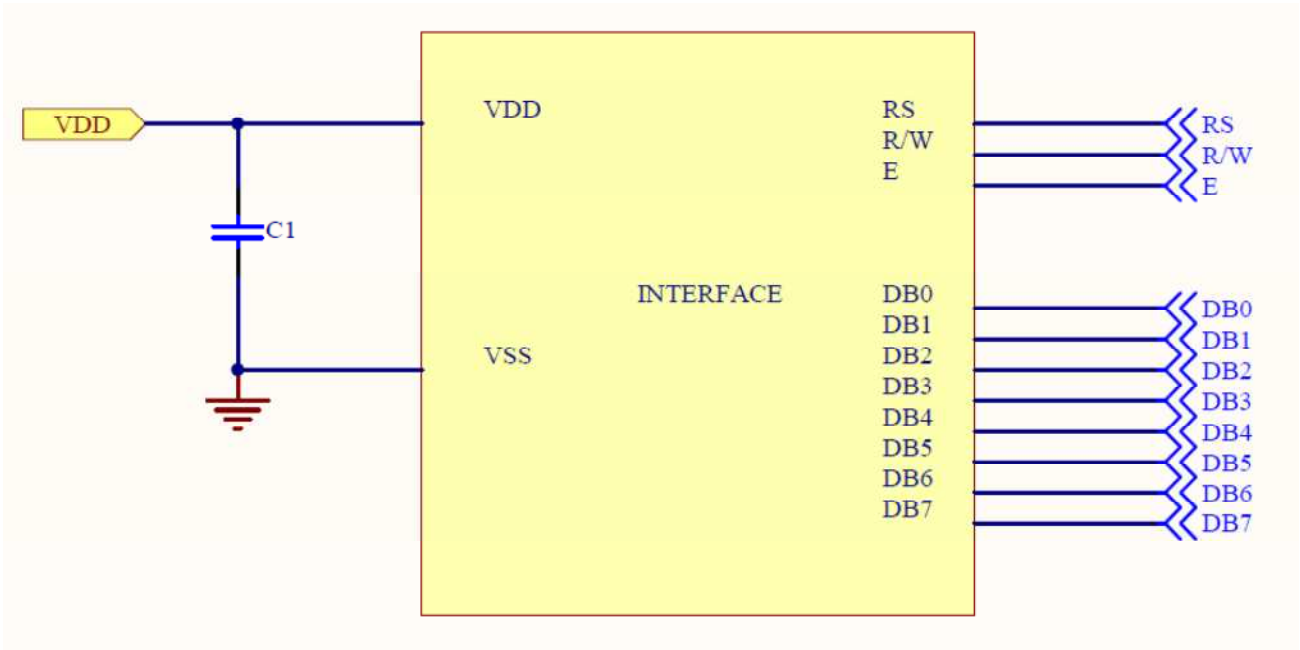 VDD
VDD
C1
VSS
INTERFACE
RS
R/W
E
DB0
DB1
DB2
DB3
DB4
DB5
DB6
DB7
RS
R/W
E
DB0
DB1
DB2
DB3
DB4
DB5
DB6
DB7